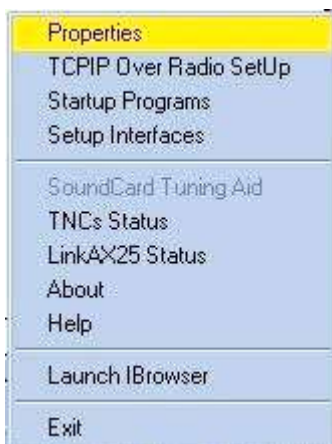 Properties
TCPIP Over Radio SetUp
Startup Programs
Setup Interfaces
SoundCard Tuning Aid
TNCs Status
LinkAX25 Status
About
Help
Launch IBrowser
Exit